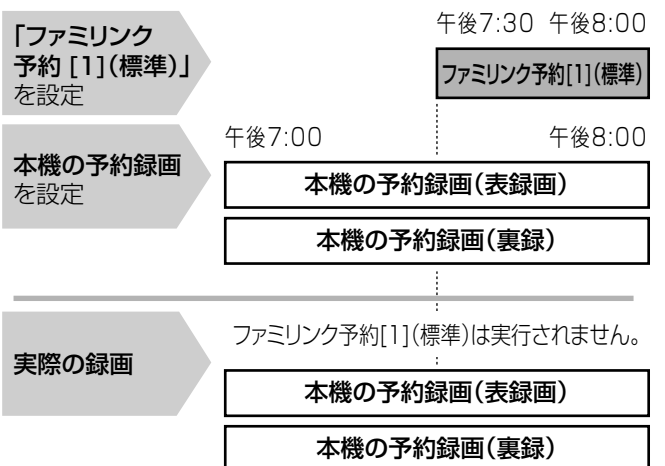 「ファミリンク
予約 [1](標準)」
を設定
午後7:30 午後8:00
ファミリンク予約[1](標準)
本機の予約録画
を設定
午後7:00 午後8:00
本機の予約録画(表録画)
本機の予約録画(裏録)
実際の録画
ファミリンク予約[1](標準)は実行されません。
本機の予約録画(表録画)
本機の予約録画(裏録)